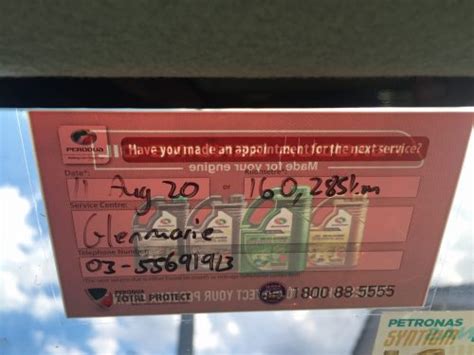 PERODUA
Have you made an appointment for the next service?
Made for your engine
Date*:
11 Aug 20 or 160,285km
Service Centre:
Glenmarie
Telephone Number:
03-55691913
PERODUA
TOTAL PROTECT
1 800 88-5555
PETRONAS
SYNTIUM